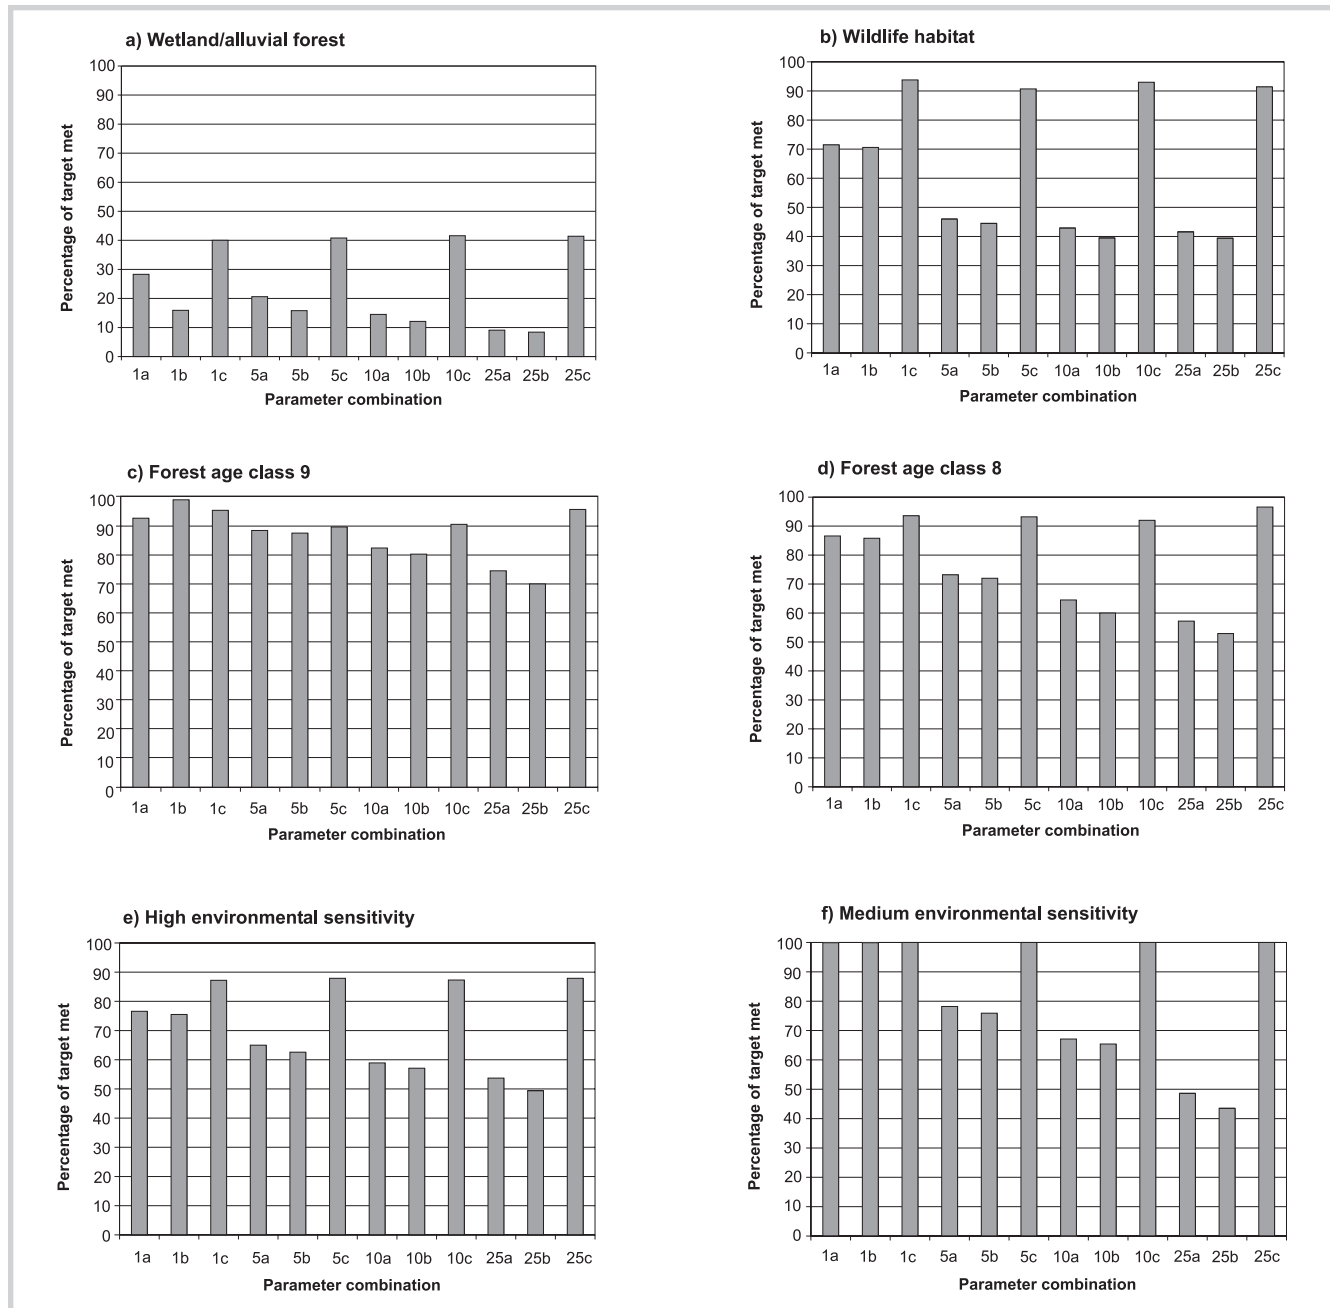 a) Wetland/alluvial forest
100
90
80
70
60
50
40
30
20
10
0
Percentage of target met
1a 1b 1c 5a 5b 5c 10a 10b 10c 25a 25b 25c
Parameter combination
b) Wildlife habitat
100
90
80
70
60
50
40
30
20
10
0
Percentage of target met
1a 1b 1c 5a 5b 5c 10a 10b 10c 25a 25b 25c
Parameter combination
c) Forest age class 9
100
90
80
70
60
50
40
30
20
10
0
Percentage of target met
1a 1b 1c 5a 5b 5c 10a 10b 10c 25a 25b 25c
Parameter combination
d) Forest age class 8
100
90
80
70
60
50
40
30
20
10
0
Percentage of target met
1a 1b 1c 5a 5b 5c 10a 10b 10c 25a 25b 25c
Parameter combination
e) High environmental sensitivity
100
90
80
70
60
50
40
30
20
10
0
Percentage of target met
1a 1b 1c 5a 5b 5c 10a 10b 10c 25a 25b 25c
Parameter combination
f) Medium environmental sensitivity
100
90
80
70
60
50
40
30
20
10
0
Percentage of target met
1a 1b 1c 5a 5b 5c 10a 10b 10c 25a 25b 25c
Parameter combination